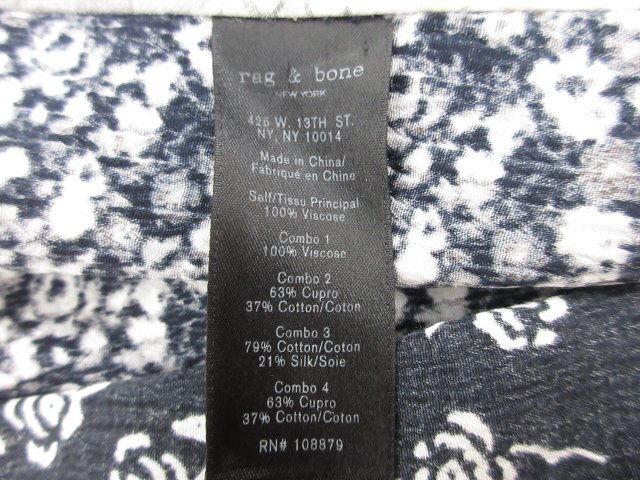 rag & bone
NEW YORK
425 W. 13TH ST.
NY, NY 10014
Made in China/
Fabriqué en Chine
Self/Tissu Principal
100% Viscose
Combo 1
100% Viscose
Combo 2
63% Cupro
37% Cotton/Coton
Combo 3
79% Cotton/Coton
21% Silk/Soie
Combo 4
63% Cupro
37% Cotton/Coton
RN# 108879